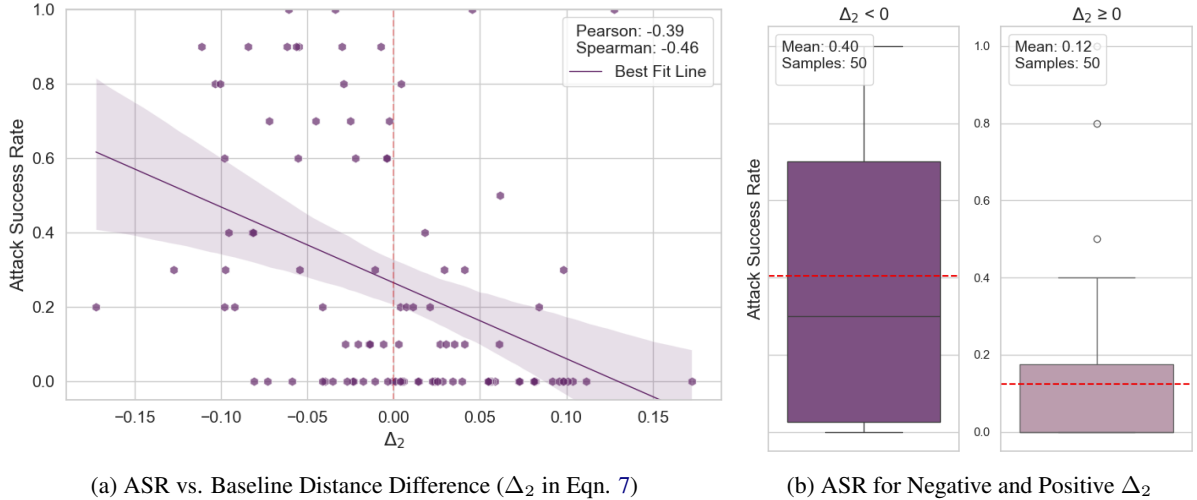 Pearson: -0.39
Spearman: -0.46
Best Fit Line
Attack Success Rate
1.0
0.8
0.6
0.4
0.2
0.0
−0.15
−0.10
−0.05
0.00
0.05
0.10
0.15
Δ₂
(a) ASR vs. Baseline Distance Difference (Δ₂ in Eqn. 7)
Δ₂ < 0
Mean: 0.40
Samples: 50
Attack Success Rate
Δ₂ ≥ 0
Mean: 0.12
Samples: 50
1.0
0.8
0.6
0.4
0.2
0.0
(b) ASR for Negative and Positive Δ₂